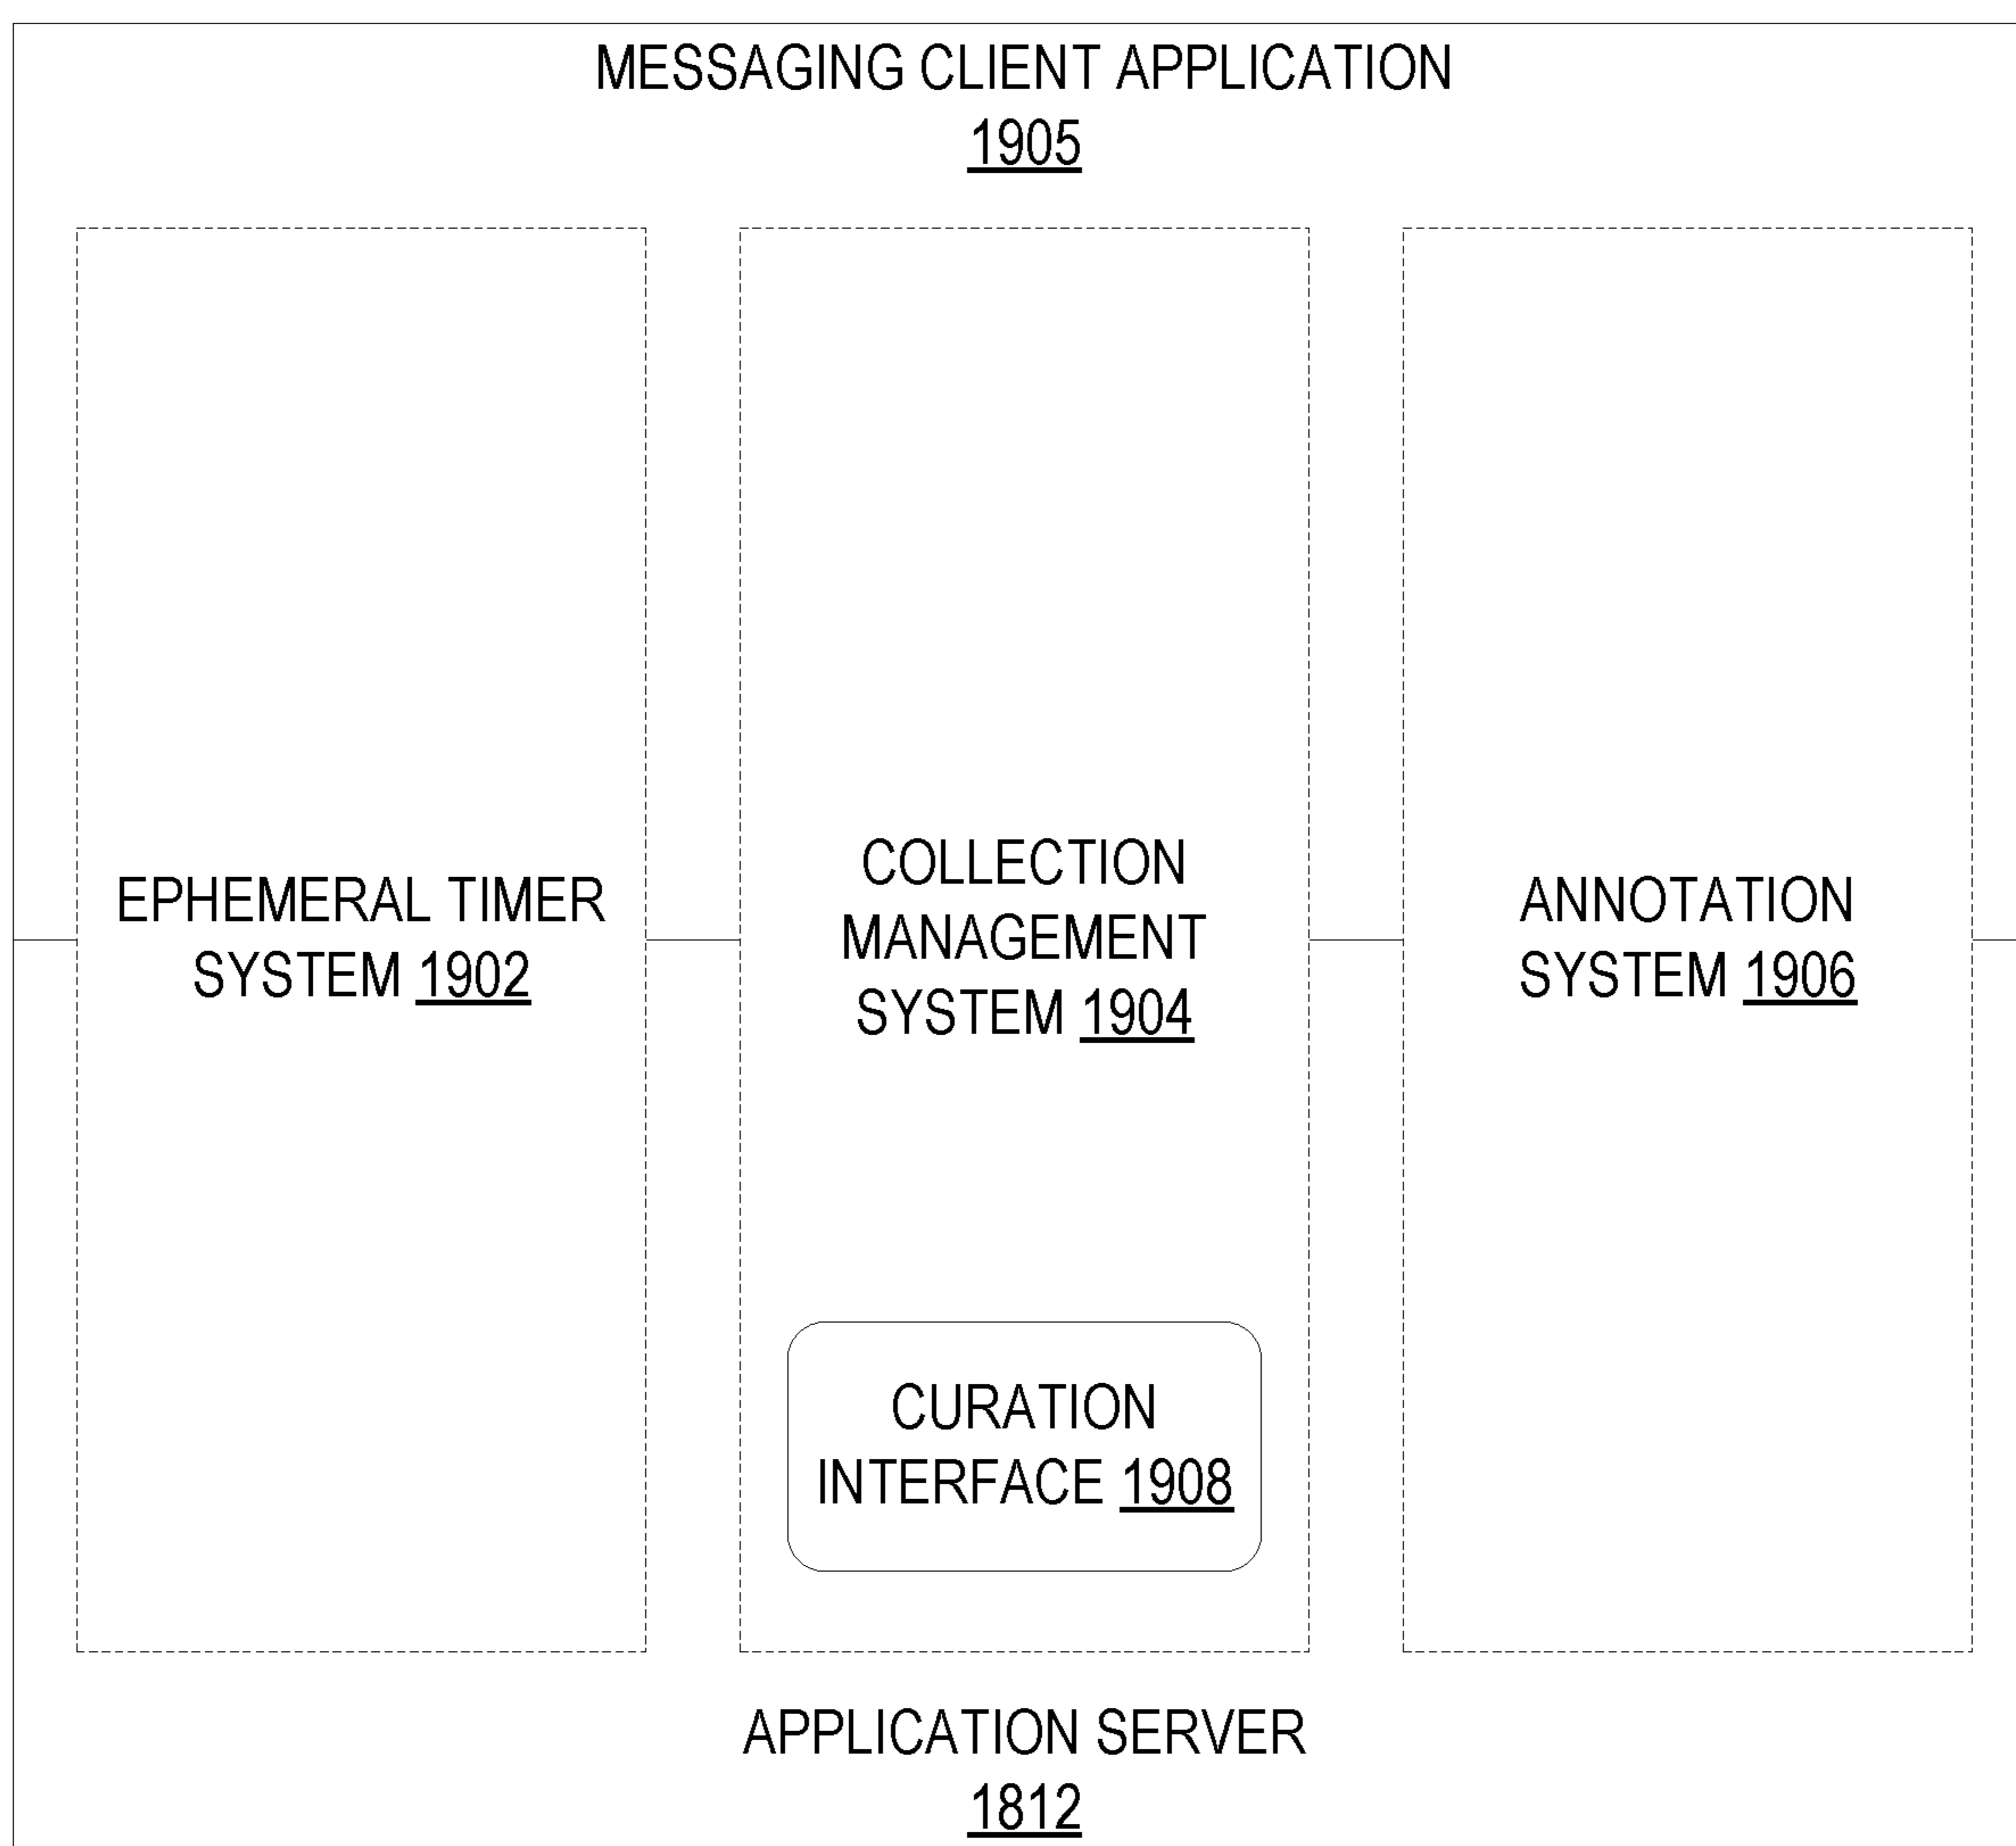 MESSAGING CLIENT APPLICATION
1905
EPHEMERAL TIMER
SYSTEM 1902
COLLECTION
MANAGEMENT
SYSTEM 1904
ANNOTATION
SYSTEM 1906
CURATION
INTERFACE 1908
APPLICATION SERVER
1812